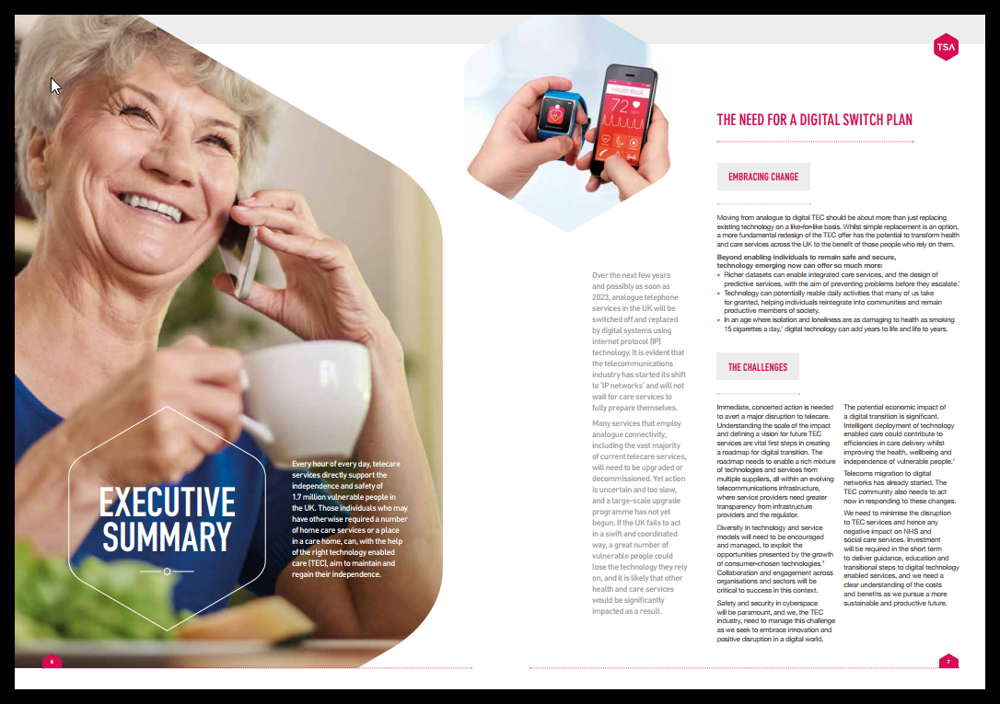 EXECUTIVE
SUMMARY
Every hour of every day, telecare
services directly support the
independence and safety of
1.7 million vulnerable people in
the UK. Those individuals who may
have otherwise required a number
of home care services or a place
in a care home, can, with the help
of the right technology enabled
care (TEC), aim to maintain and
regain their independence.
6
Health Book
72
Over the next few years
and possibly as soon as
2023, analogue telephone
services in the UK will be
switched off and replaced
by digital systems using
internet protocol (IP)
technology. It is evident that
the telecommunications
industry has started its shift
to 'IP networks' and will not
wait for care services to
fully prepare themselves.
Many services that employ
analogue connectivity,
including the vast majority
of current telecare services,
will need to be upgraded or
decommissioned. Yet action
is uncertain and too slow,
and a large-scale upgrade
programme has not yet
begun. If the UK fails to act
in a swift and coordinated
way, a great number of
vulnerable people could
lose the technology they rely
on, and it is likely that other
health and care services
would be significantly
impacted as a result.
TSA
THE NEED FOR A DIGITAL SWITCH PLAN
EMBRACING CHANGE
Moving from analogue to digital TEC should be about more than just replacing
existing technology on a like-for-like basis. Whilst simple replacement is an option,
a more fundamental redesign of the TEC offer has the potential to transform health
and care services across the UK to the benefit of those people who rely on them.
Beyond enabling individuals to remain safe and secure,
technology emerging now can offer so much more:
• Richer datasets can enable integrated care services, and the design of
predictive services, with the aim of preventing problems before they escalate.¹
• Technology can potentially reable daily activities that many of us take
for granted, helping individuals reintegrate into communities and remain
productive members of society.
• In an age where isolation and loneliness are as damaging to health as smoking
15 cigarettes a day,² digital technology can add years to life and life to years.
THE CHALLENGES
Immediate, concerted action is needed
to avert a major disruption to telecare.
Understanding the scale of the impact
and defining a vision for future TEC
services are vital first steps in creating
a roadmap for digital transition. The
roadmap needs to enable a rich mixture
of technologies and services from
multiple suppliers, all within an evolving
telecommunications infrastructure,
where service providers need greater
transparency from infrastructure
providers and the regulator.
Diversity in technology and service
models will need to be encouraged
and managed, to exploit the
opportunities presented by the growth
of consumer-chosen technologies.³
Collaboration and engagement across
organisations and sectors will be
critical to success in this context.
Safety and security in cyberspace
will be paramount, and we, the TEC
industry, need to manage this challenge
as we seek to embrace innovation and
positive disruption in a digital world.
The potential economic impact of
a digital transition is significant.
Intelligent deployment of technology
enabled care could contribute to
efficiencies in care delivery whilst
improving the health, wellbeing and
independence of vulnerable people.
Telecoms migration to digital
networks has already started. The
TEC community also needs to act
now in responding to these changes.
We need to minimise the disruption
to TEC services and hence any
negative impact on NHS and
social care services. Investment
will be required in the short term
to deliver guidance, education and
transitional steps to digital technology
enabled services, and we need a
clear understanding of the costs
and benefits as we pursue a more
sustainable and productive future.
7